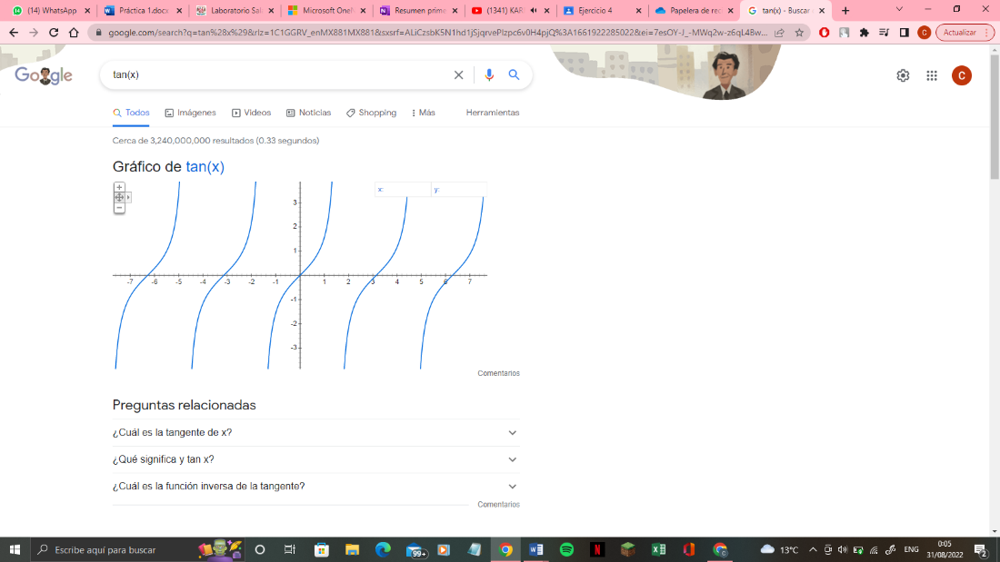 (14) WhatsApp
Práctica 1.docx
Laboratorio Sal
Microsoft OneN
Resumen prime
(1341) KAR
Ejercicio 4
Papelera de rec
tan(x) - Buscar
google.com/search?q=tan%28x%29&rlz=1C1GGRV_enMX881MX881&sxsrf=ALiCzsbK5N1hd1jSjqrvePIzpc6v0H4pjQ%3A1661922285022&ei=7esOY-J_-MWq2w-z6qL48w...
C
Actualizar
Google
tan(x)
C
Todos
Imágenes
Videos
Noticias
Shopping
Más
Herramientas
Cerca de 3,240,000,000 resultados (0.33 segundos)
Gráfico de tan(x)
x:
y:
3
2
1
-7 -6 -5 -4 -3 -2 -1 1 2 3 4 5 6 7
-1
-2
-3
Comentarios
Preguntas relacionadas
¿Cuál es la tangente de x?
¿Qué significa y tan x?
¿Cuál es la función inversa de la tangente?
Comentarios
Escribe aquí para buscar
99+
13°C
ENG
0:05
31/08/2022
2